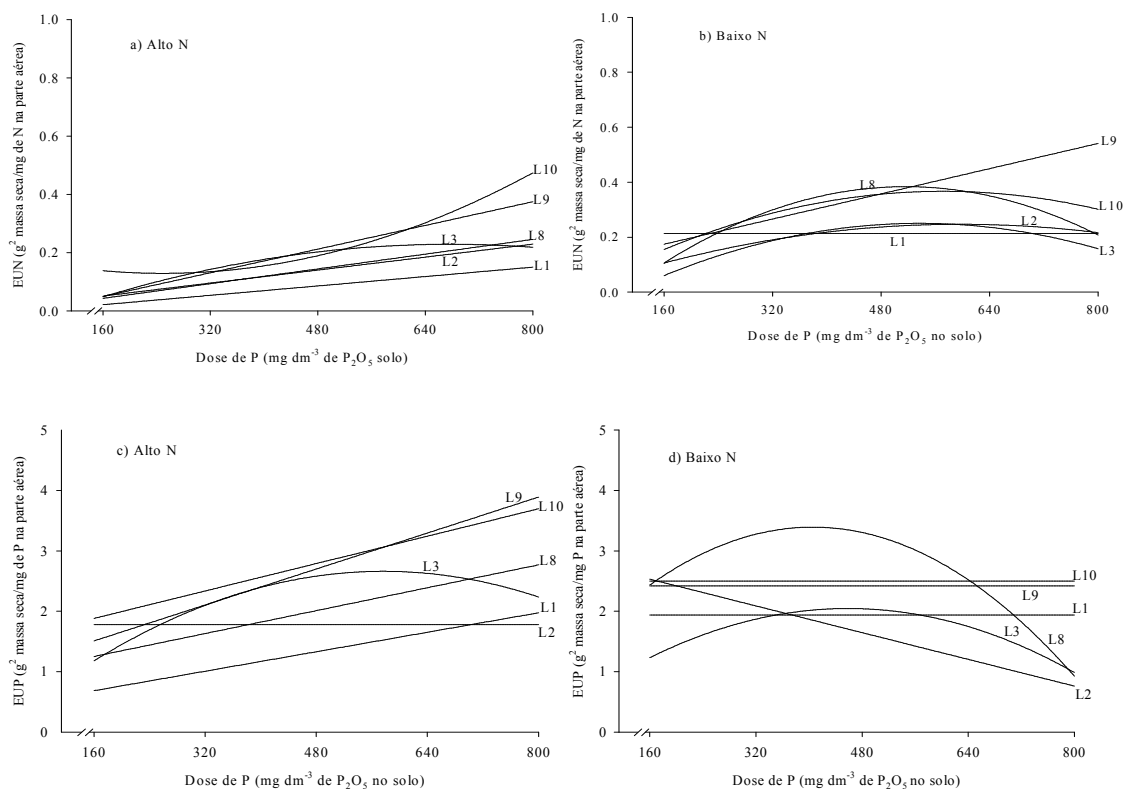 a) Alto N
EUN (g² massa seca/mg de N na parte aérea)
1.0
0.8
0.6
0.4
0.2
0.0
L10
L9
L8
L3
L2
L1
160
320
480
640
800
Dose de P (mg dm⁻³ de P₂O₅ solo)
b) Baixo N
EUN (g² massa seca/mg de N na parte aérea)
1.0
0.8
0.6
0.4
0.2
0.0
L9
L8
L10
L2
L1
L3
160
320
480
640
800
Dose de P (mg dm⁻³ de P₂O₅ no solo)
c) Alto N
EUP (g² massa seca/mg de P na parte aérea)
5
4
3
2
1
0
L9
L10
L3
L8
L1
L2
160
320
480
640
800
Dose de P (mg dm⁻³ de P₂O₅ no solo)
d) Baixo N
EUP (g² massa seca/mg P na parte aérea)
5
4
3
2
1
0
L10
L9
L1
L3
L8
L2
160
320
480
640
800
Dose de P (mg dm⁻³ de P₂O₅ no solo)